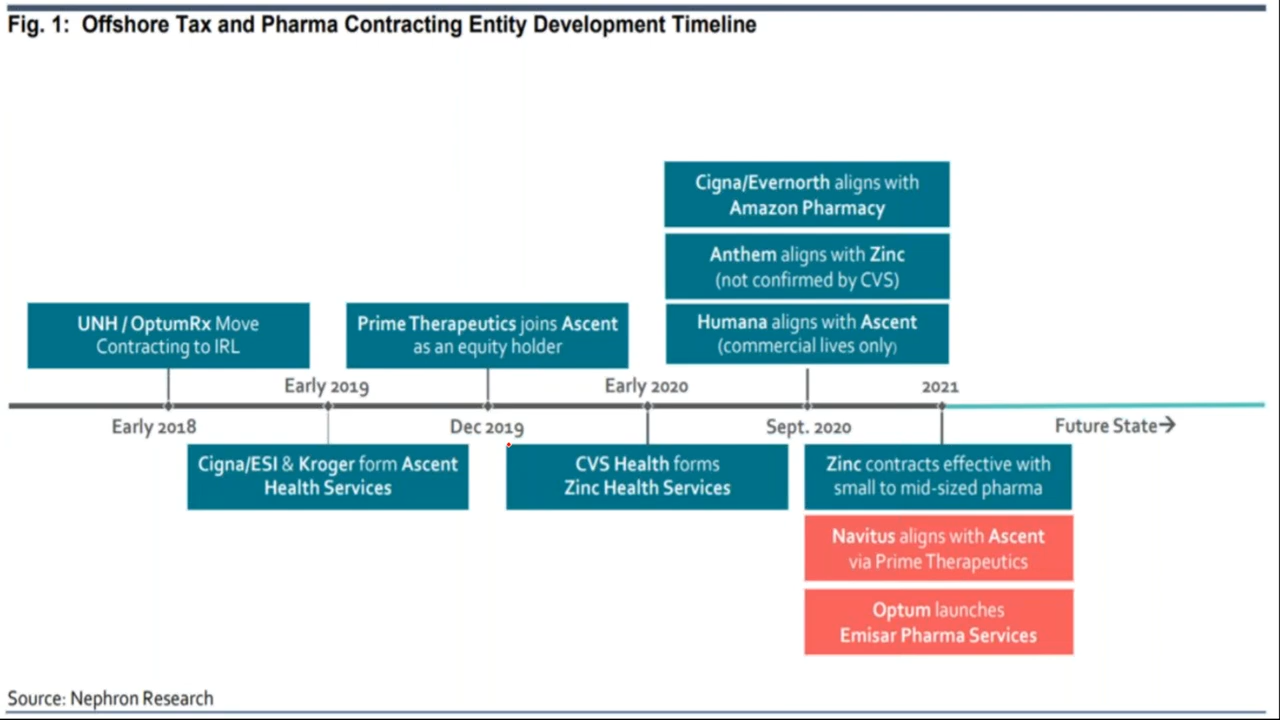 Fig. 1: Offshore Tax and Pharma Contracting Entity Development Timeline
Cigna/Evernorth aligns with
Amazon Pharmacy
Anthem aligns with Zinc
(not confirmed by CVS)
UNH / OptumRx Move
Contracting to IRL
Prime Therapeutics joins Ascent
as an equity holder
Humana aligns with Ascent
(commercial lives only)
Early 2019
Early 2020
2021
Early 2018
Dec 2019
Sept. 2020
Future State→
Cigna/ESI & Kroger form Ascent
Health Services
CVS Health forms
Zinc Health Services
Zinc contracts effective with
small to mid-sized pharma
Navitus aligns with Ascent
via Prime Therapeutics
Optum launches
Emisar Pharma Services
Source: Nephron Research